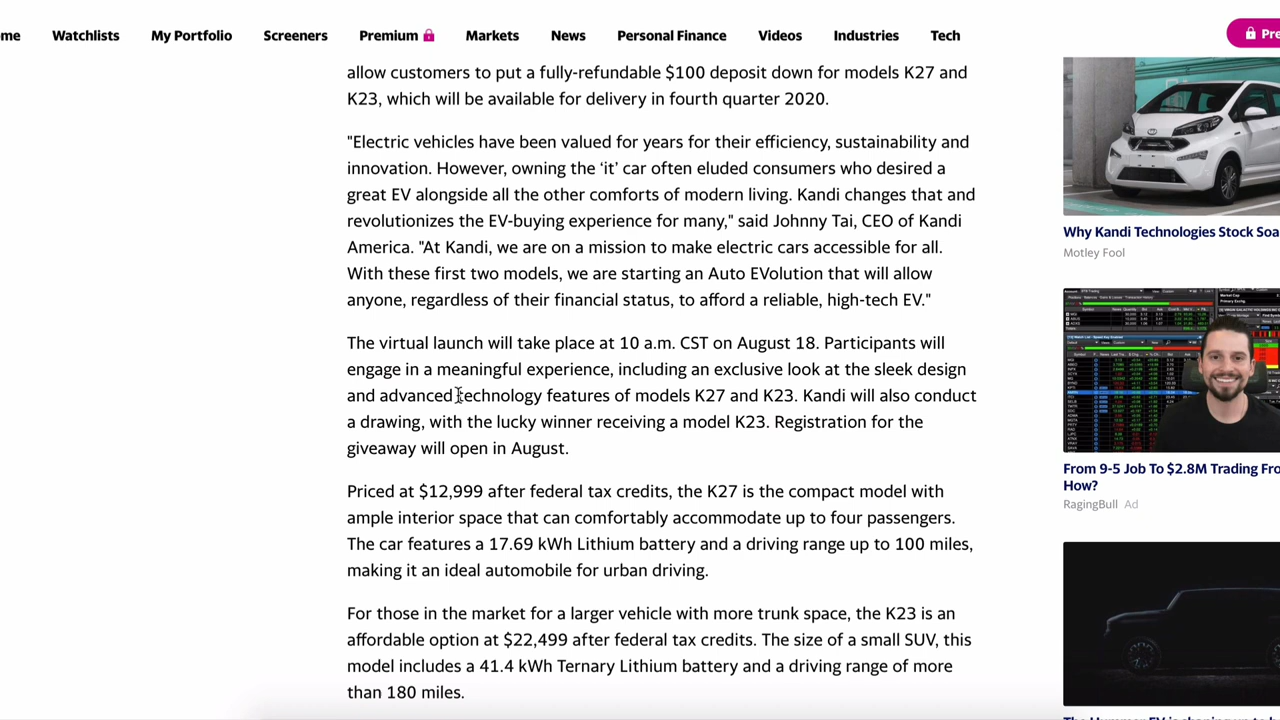 me
Watchlists
My Portfolio
Screeners
Premium
Markets
News
Personal Finance
Videos
Industries
Tech
Pre
allow customers to put a fully-refundable $100 deposit down for models K27 and
K23, which will be available for delivery in fourth quarter 2020.
"Electric vehicles have been valued for years for their efficiency, sustainability and
innovation. However, owning the ‘it’ car often eluded consumers who desired a
great EV alongside all the other comforts of modern living. Kandi changes that and
revolutionizes the EV-buying experience for many," said Johnny Tai, CEO of Kandi
America. "At Kandi, we are on a mission to make electric cars accessible for all.
With these first two models, we are starting an Auto EVolution that will allow
anyone, regardless of their financial status, to afford a reliable, high-tech EV."
The virtual launch will take place at 10 a.m. CST on August 18. Participants will
engage in a meaningful experience, including an exclusive look at the sleek design
and advanced technology features of models K27 and K23. Kandi will also conduct
a drawing, with the lucky winner receiving a model K23. Registration for the
giveaway will open in August.
Priced at $12,999 after federal tax credits, the K27 is the compact model with
ample interior space that can comfortably accommodate up to four passengers.
The car features a 17.69 kWh Lithium battery and a driving range up to 100 miles,
making it an ideal automobile for urban driving.
For those in the market for a larger vehicle with more trunk space, the K23 is an
affordable option at $22,499 after federal tax credits. The size of a small SUV, this
model includes a 41.4 kWh Ternary Lithium battery and a driving range of more
than 180 miles.
Why Kandi Technologies Stock Soa
Motley Fool
From 9-5 Job To $2.8M Trading Fro
How?
RagingBull Ad